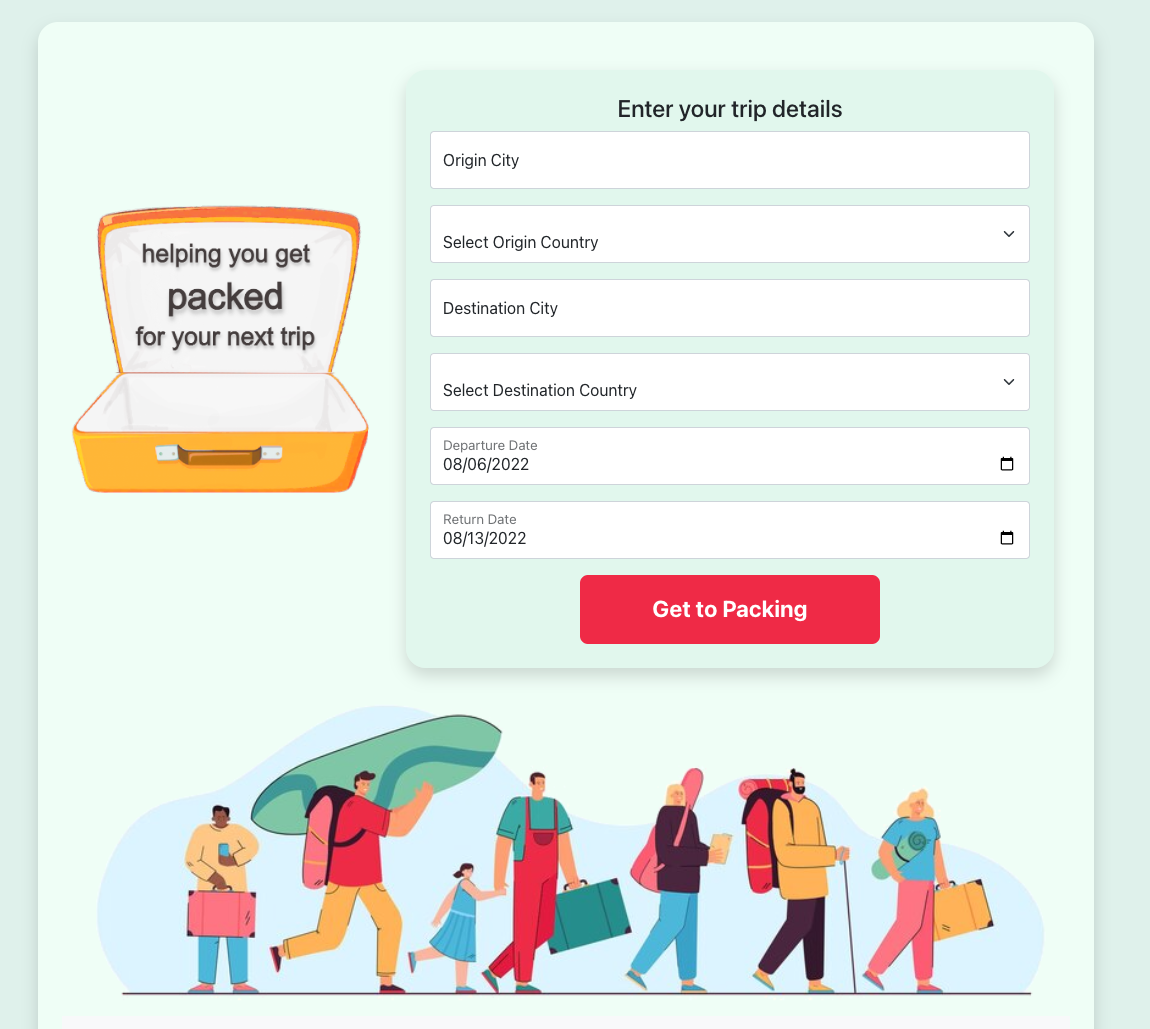 helping you get
packed
for your next trip
Enter your trip details
Origin City
Select Origin Country
Destination City
Select Destination Country
Departure Date
08/06/2022
Return Date
08/13/2022
Get to Packing